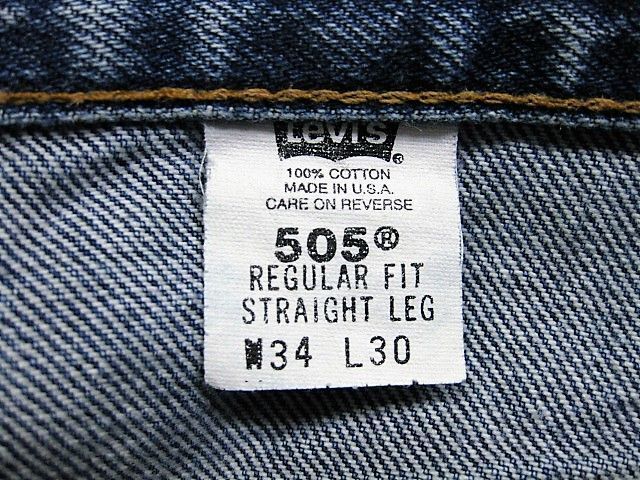 Levi's
®
100% COTTON
MADE IN U.S.A.
CARE ON REVERSE
505®
REGULAR FIT
STRAIGHT LEG
W34 L30